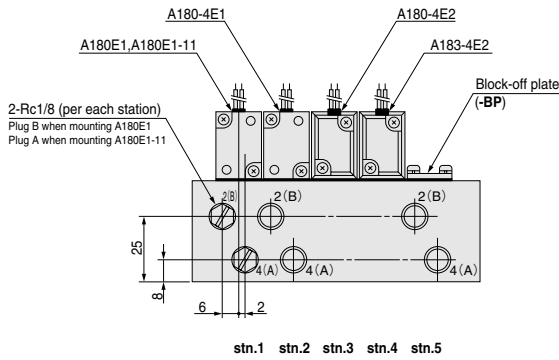 A180-4E1
A180-4E2
A180E1,A180E1-11
A183-4E2
Block-off plate
(-BP)
2-Rc1/8 (per each station)
Plug B when mounting A180E1
Plug A when mounting A180E1-11
2(B)
2(B)
2(B)
4(A)
4(A)
4(A)
25
8
6
2
stn.1 stn.2 stn.3 stn.4 stn.5